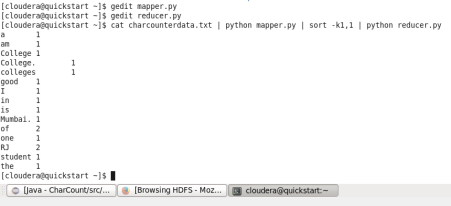 [cloudera@quickstart ~]$ gedit mapper.py
[cloudera@quickstart ~]$ gedit reducer.py
[cloudera@quickstart ~]$ cat charcounterdata.txt | python mapper.py | sort -k1,1 | python reducer.py
a 1
am 1
College 1
College. 1
colleges 1
good 1
I 1
in 1
is 1
Mumbai. 1
of 2
one 1
RJ 2
student 1
the 1
[cloudera@quickstart ~]$
[Java - CharCount/src/... [Browsing HDFS - Moz... cloudera@quickstart:~